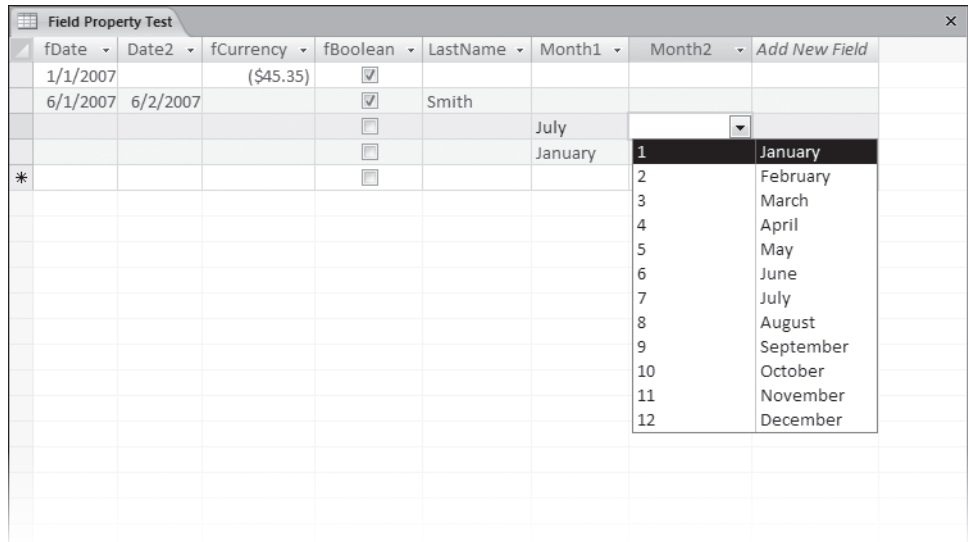 Field Property Test ×
fDate Date2 fCurrency fBoolean LastName Month1 Month2 Add New Field
1/1/2007 ($45.35)
6/1/2007 6/2/2007 Smith
July
January
1 January
2 February
3 March
4 April
5 May
6 June
7 July
8 August
9 September
10 October
11 November
12 December